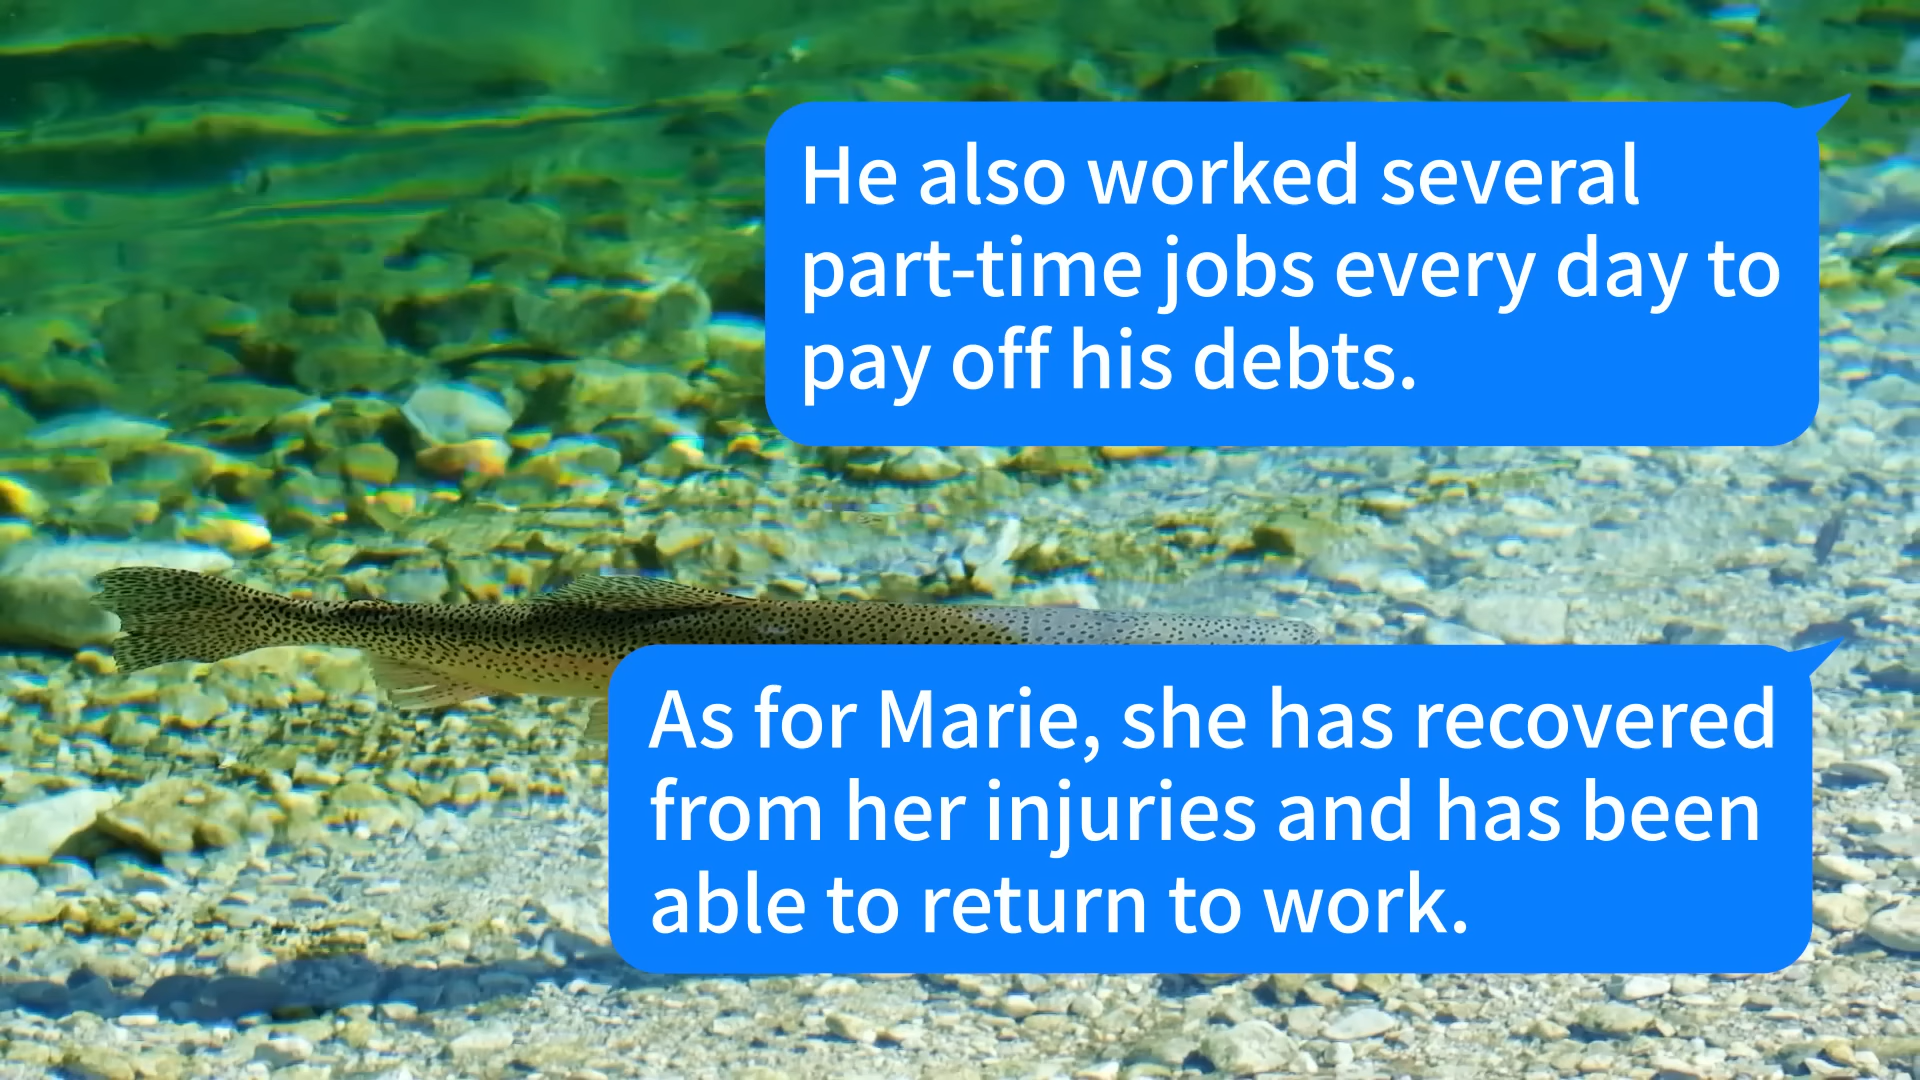 He also worked several
part-time jobs every day to
pay off his debts.
As for Marie, she has recovered
from her injuries and has been
able to return to work.